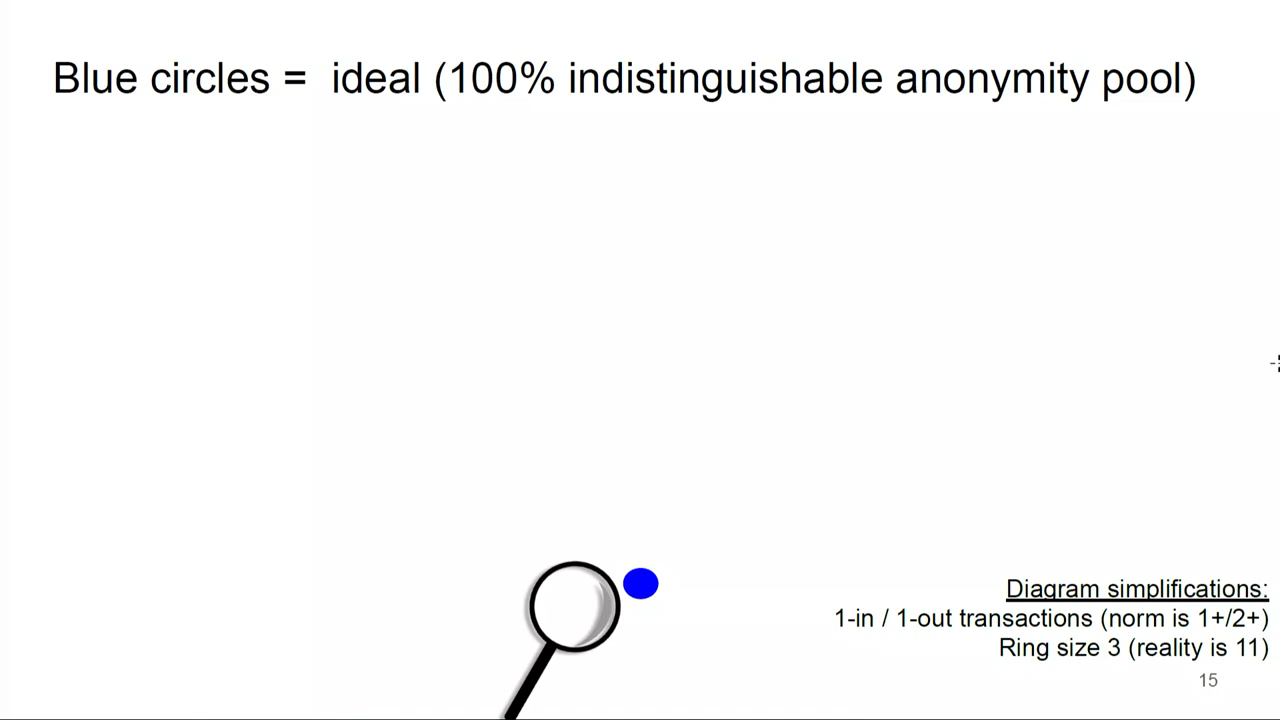 Blue circles =  ideal (100% indistinguishable anonymity pool)
Diagram simplifications:
1-in / 1-out transactions (norm is 1+/2+)
Ring size 3 (reality is 11)
15